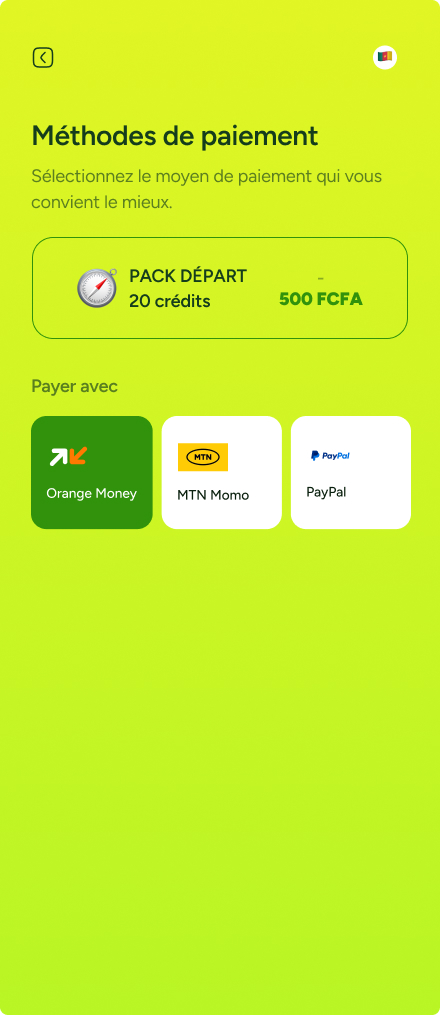 Méthodes de paiement
Sélectionnez le moyen de paiement qui vous
convient le mieux.
PACK DÉPART
20 crédits
-
500 FCFA
Payer avec
Orange Money
MTN
MTN Momo
PayPal
PayPal